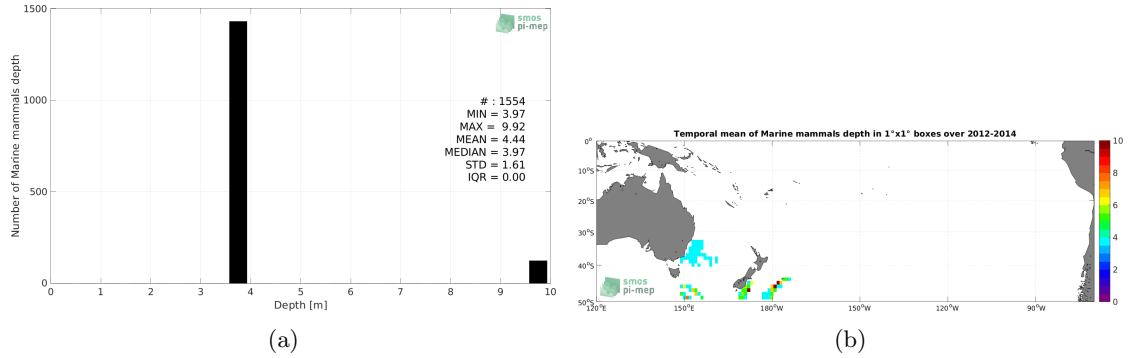 1500
1000
500
0
Number of Marine mammals depth
smos
pi-mep
# : 1554
MIN = 3.97
MAX = 9.92
MEAN = 4.44
MEDIAN = 3.97
STD = 1.61
IQR = 0.00
0 1 2 3 4 5 6 7 8 9 10
Depth [m]
(a)
Temporal mean of Marine mammals depth in 1°x1° boxes over 2012-2014
0°
10°S
20°S
30°S
40°S
50°S
smos
pi-mep
120°E 150°E 180°W 150°W 120°W 90°W
10
8
6
4
2
0
(b)